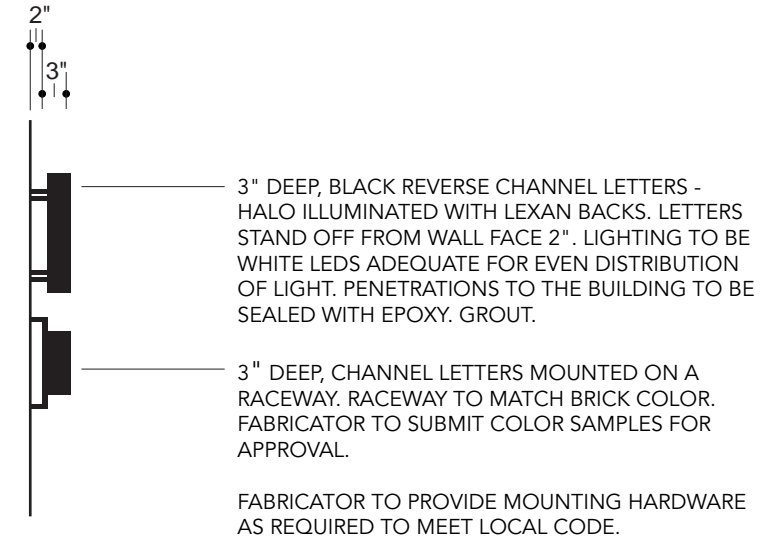 2"
3"
3" DEEP, BLACK REVERSE CHANNEL LETTERS -
HALO ILLUMINATED WITH LEXAN BACKS. LETTERS
STAND OFF FROM WALL FACE 2". LIGHTING TO BE
WHITE LEDS ADEQUATE FOR EVEN DISTRIBUTION
OF LIGHT. PENETRATIONS TO THE BUILDING TO BE
SEALED WITH EPOXY. GROUT.
3" DEEP, CHANNEL LETTERS MOUNTED ON A
RACEWAY. RACEWAY TO MATCH BRICK COLOR.
FABRICATOR TO SUBMIT COLOR SAMPLES FOR
APPROVAL.
FABRICATOR TO PROVIDE MOUNTING HARDWARE
AS REQUIRED TO MEET LOCAL CODE.